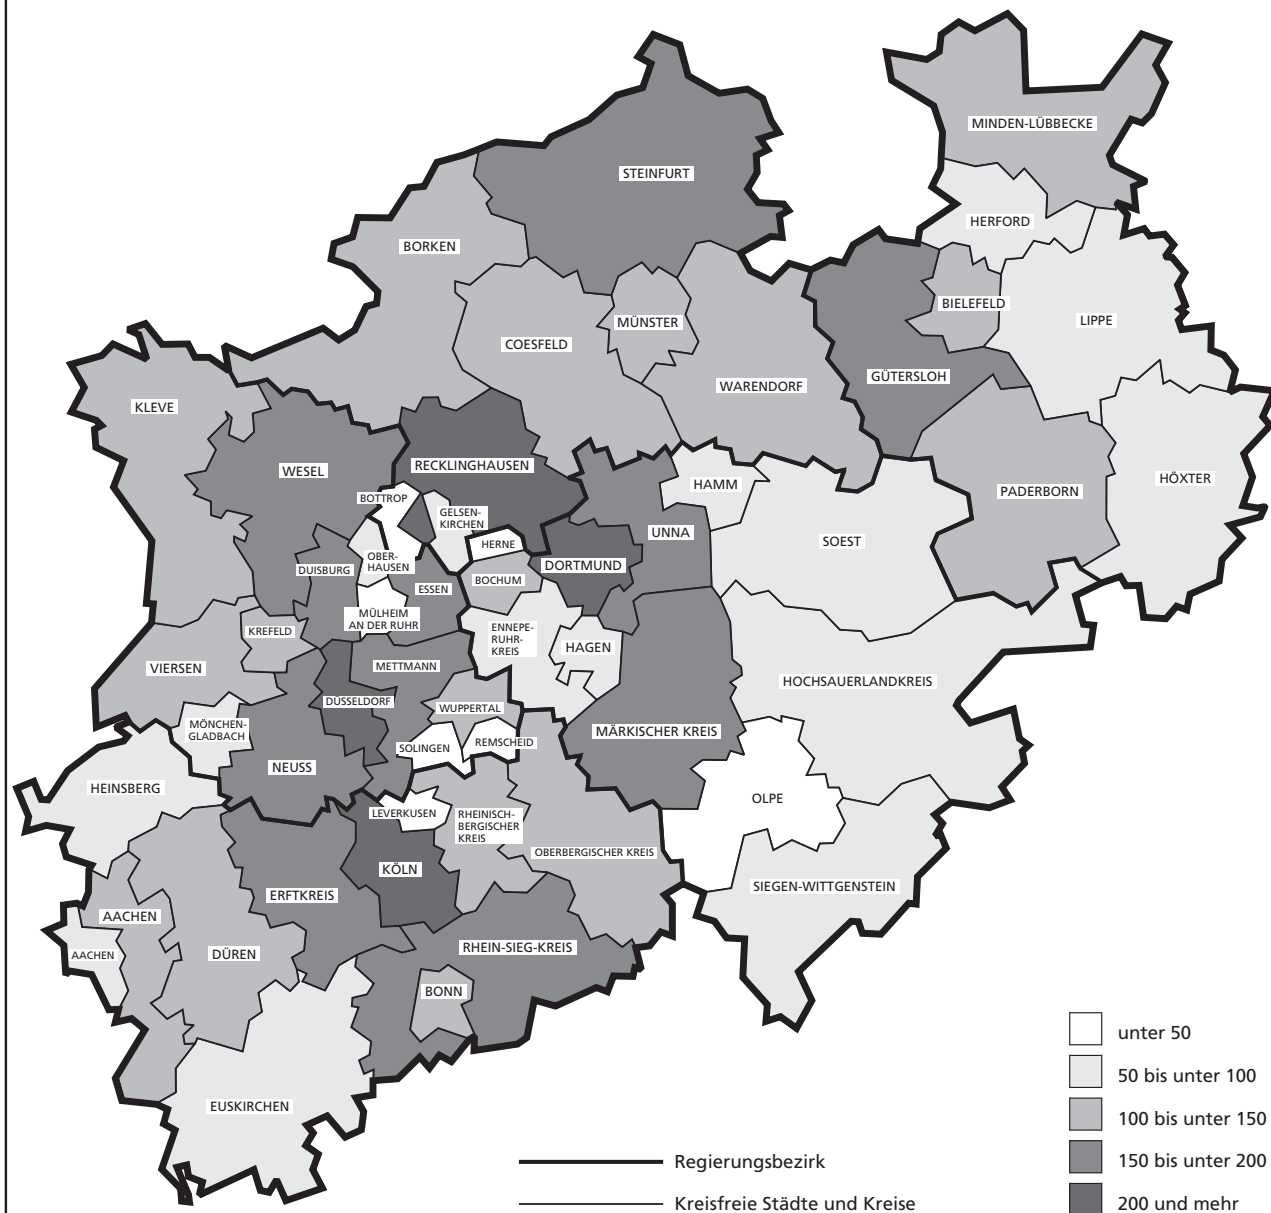 MINDEN-LÜBBECKE
STEINFURT
HERFORD
BORKEN
BIELEFELD
LIPPE
MÜNSTER
COESFELD
GÜTERSLOH
WARENDORF
KLEVE
RECKLINGHAUSEN
WESEL
HÖXTER
HAMM
PADERBORN
BOTTROP
GELSEN-
KIRCHEN
UNNA
SOEST
HERNE
OBER-
HAUSEN
DORTMUND
DUISBURG
BOCHUM
ESSEN
MÜLHEIM
AN DER RUHR
KREFELD
ENNEPE-
RUHR-
KREIS
HAGEN
VIERSEN
METTMANN
HOCHSAUERLANDKREIS
DÜSSELDORF
WUPPERTAL
MÖNCHEN-
GLADBACH
MÄRKISCHER KREIS
REMSCHEID
SOLINGEN
NEUSS
HEINSBERG
OLPE
LEVERKUSEN
RHEINISCH-
BERGISCHER
KREIS
OBERBERGISCHER KREIS
KÖLN
SIEGEN-WITTGENSTEIN
ERFTKREIS
AACHEN
RHEIN-SIEG-KREIS
AACHEN
DÜREN
BONN
EUSKIRCHEN
unter 50
50 bis unter 100
100 bis unter 150
150 bis unter 200
200 und mehr
Regierungsbezirk
Kreisfreie Städte und Kreise